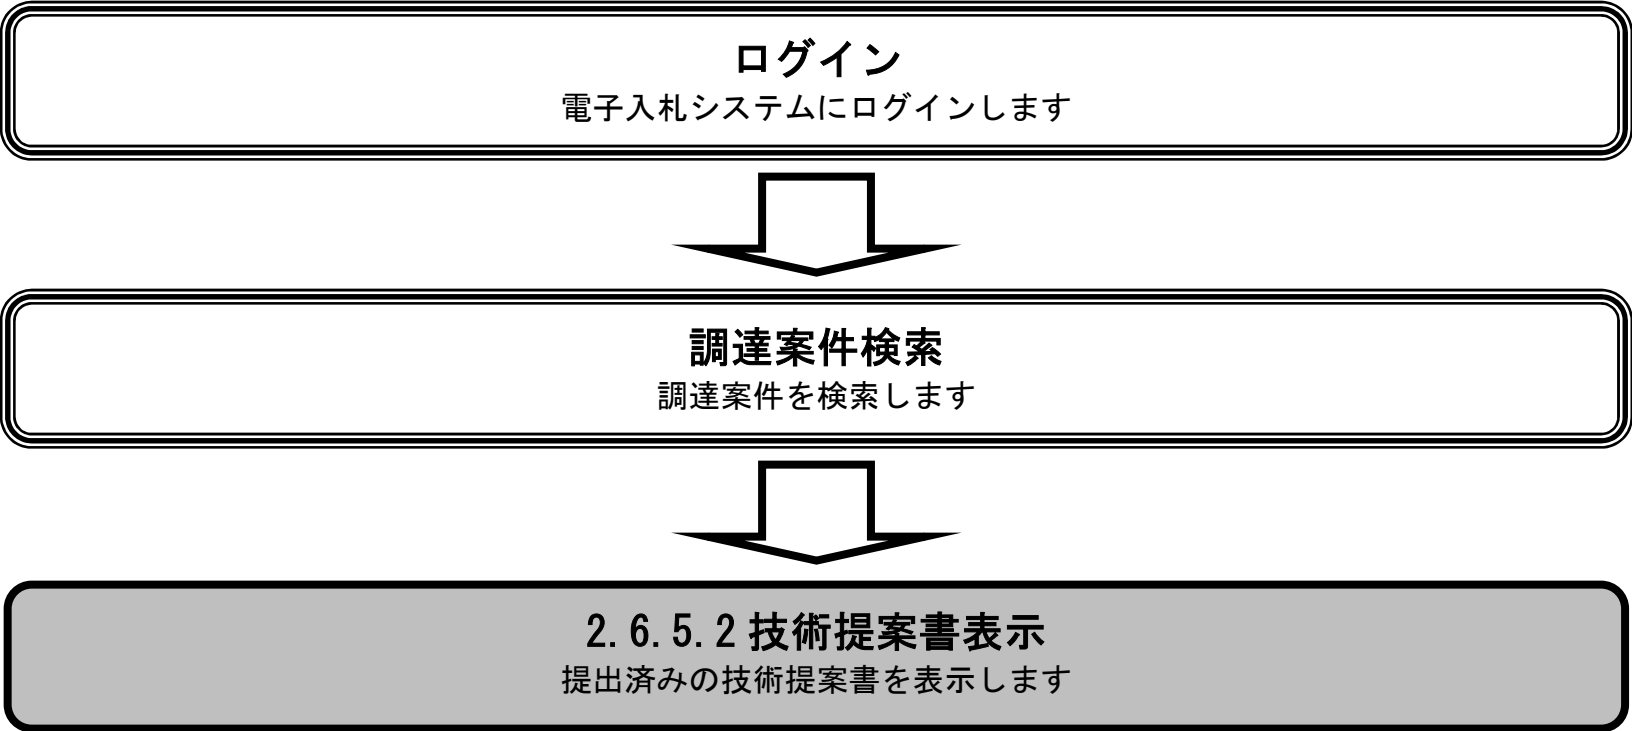 ログイン
電子入札システムにログインします
調達案件検索
調達案件を検索します
2.6.5.2技術提案書表示
提出済みの技術提案書を表示します